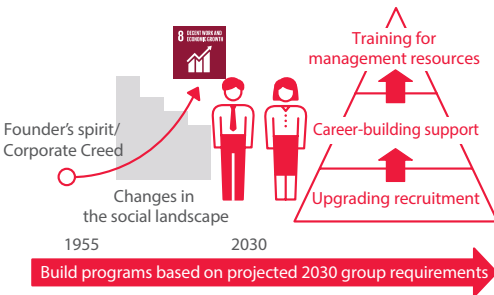 8 DECENT WORK AND
ECONOMIC GROWTH
Training for
management resources
Founder's spirit/
Corporate Creed
Career-building support
Changes in
the social landscape
Upgrading recruitment
1955
2030
Build programs based on projected 2030 group requirements